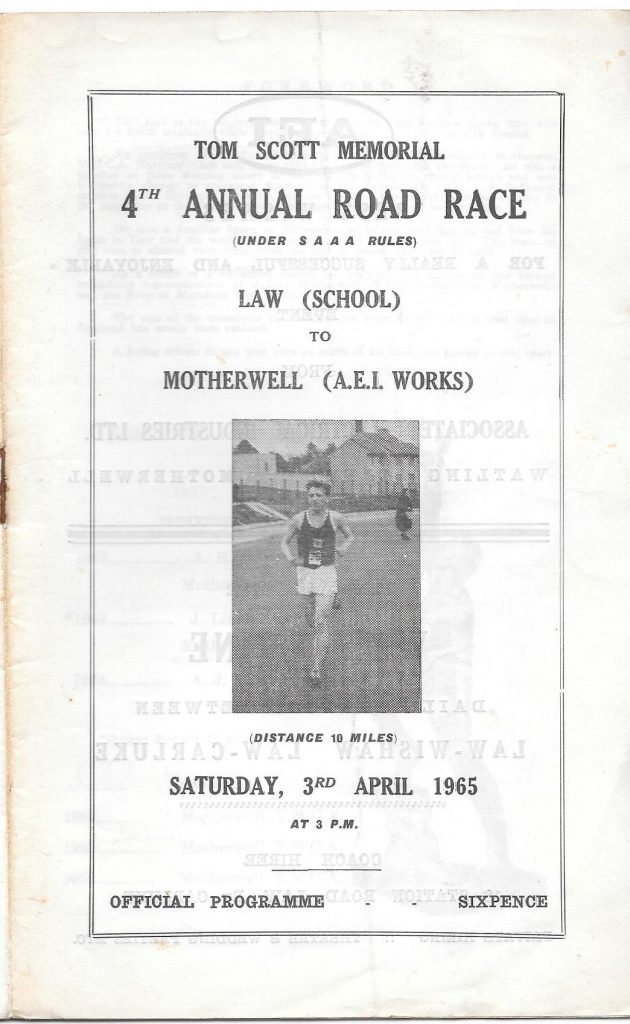 TOM SCOTT MEMORIAL
4TH ANNUAL ROAD RACE
(UNDER S A A A RULES)
LAW (SCHOOL)
TO
MOTHERWELL (A.E.I. WORKS)
(DISTANCE 10 MILES)
SATURDAY, 3RD APRIL 1965
AT 3 P.M.
OFFICIAL PROGRAMME - - SIXPENCE